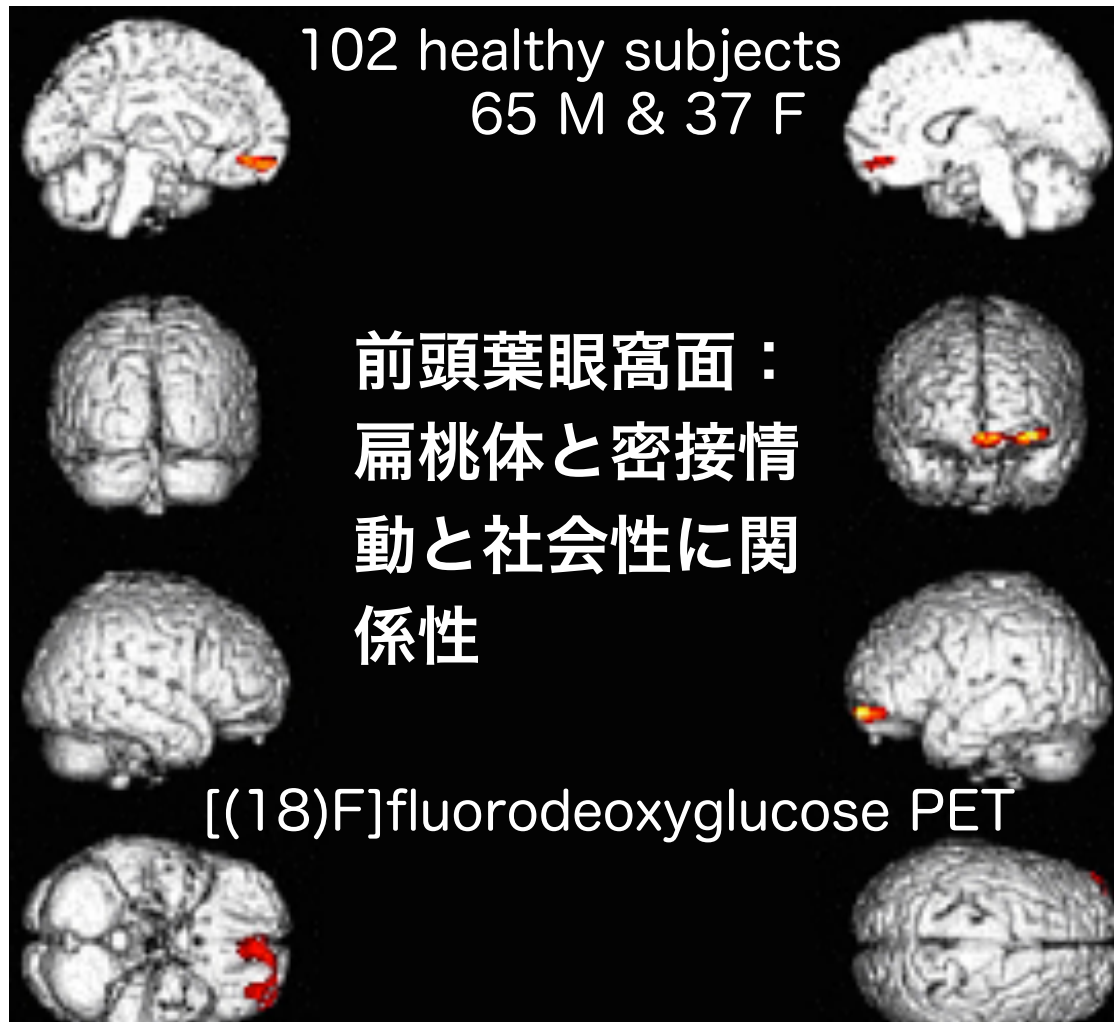 102 healthy subjects
65 M & 37 F
前頭葉眼窩面：
扁桃体と密接情
動と社会性に関
係性
[(18)F]fluorodeoxyglucose PET